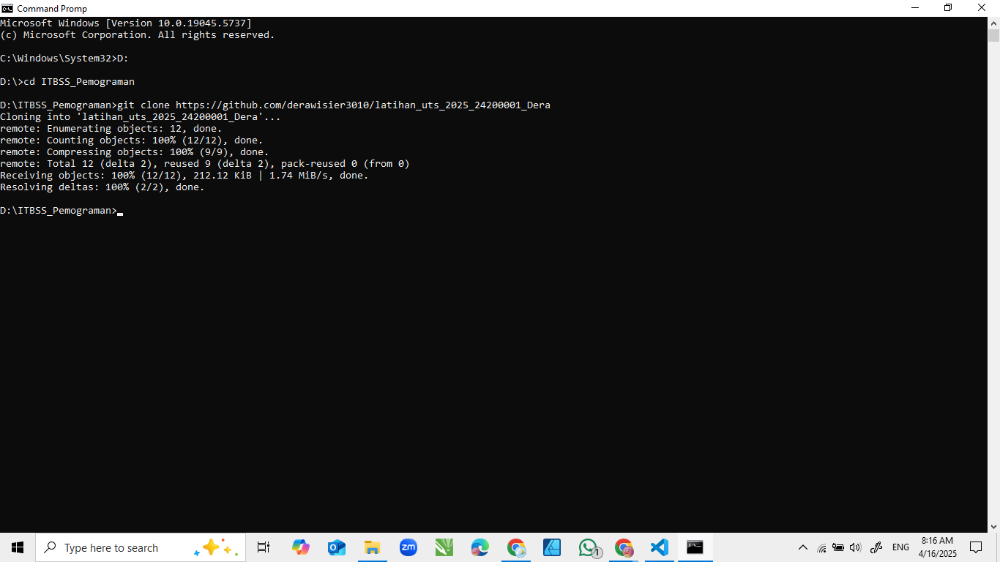 Command Promp
Microsoft Windows [Version 10.0.19045.5737]
(c) Microsoft Corporation. All rights reserved.
C:\Windows\System32>D:
D:\>cd ITBSS_Pemograman
D:\ITBSS_Pemograman>git clone https://github.com/derawisier3010/latihan_uts_2025_24200001_Dera
Cloning into 'latihan_uts_2025_24200001_Dera'...
remote: Enumerating objects: 12, done.
remote: Counting objects: 100% (12/12), done.
remote: Compressing objects: 100% (9/9), done.
remote: Total 12 (delta 2), reused 9 (delta 2), pack-reused 0 (from 0)
Receiving objects: 100% (12/12), 212.12 KiB | 1.74 MiB/s, done.
Resolving deltas: 100% (2/2), done.
D:\ITBSS_Pemograman>
Type here to search
zm
1
ENG
8:16 AM
4/16/2025